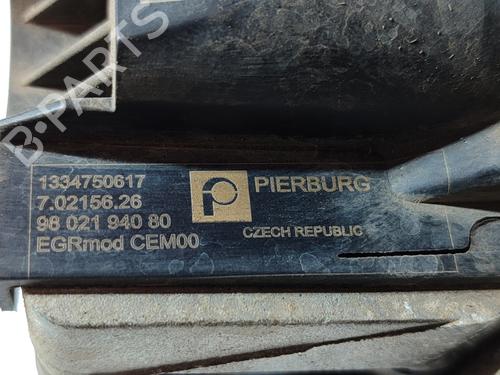 B-PARTS
1334750617
7.02156.26
98 021 940 80
EGRmod CEM00
PIERBURG
CZECH REPUBLIC